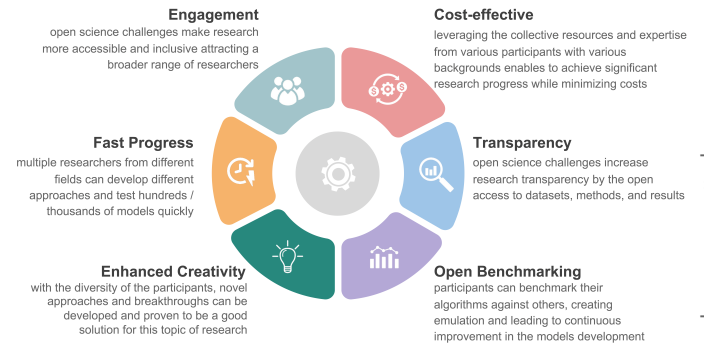 Engagement
open science challenges make research
more accessible and inclusive attracting a
broader range of researchers
Cost-effective
leveraging the collective resources and expertise
from various participants with various
backgrounds enables to achieve significant
research progress while minimizing costs
Fast Progress
multiple researchers from different
fields can develop different
approaches and test hundreds /
thousands of models quickly
Transparency
open science challenges increase
research transparency by the open
access to datasets, methods, and results
Enhanced Creativity
with the diversity of the participants, novel
approaches and breakthroughs can be
developed and proven to be a good
solution for this topic of research
Open Benchmarking
participants can benchmark their
algorithms against others, creating
emulation and leading to continuous
improvement in the models development